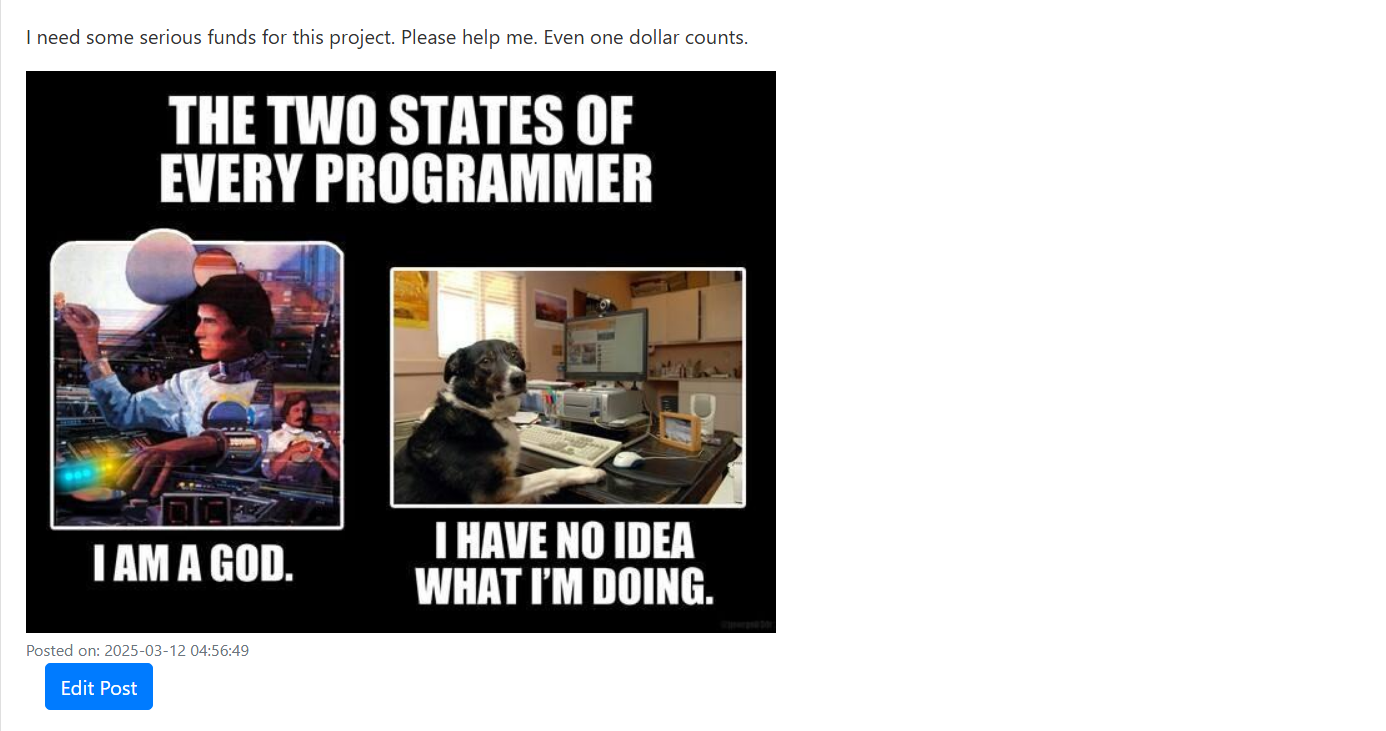 I need some serious funds for this project. Please help me. Even one dollar counts.
THE TWO STATES OF
EVERY PROGRAMMER
I AM A GOD.
I HAVE NO IDEA
WHAT I'M DOING.
Posted on: 2025-03-12 04:56:49
Edit Post